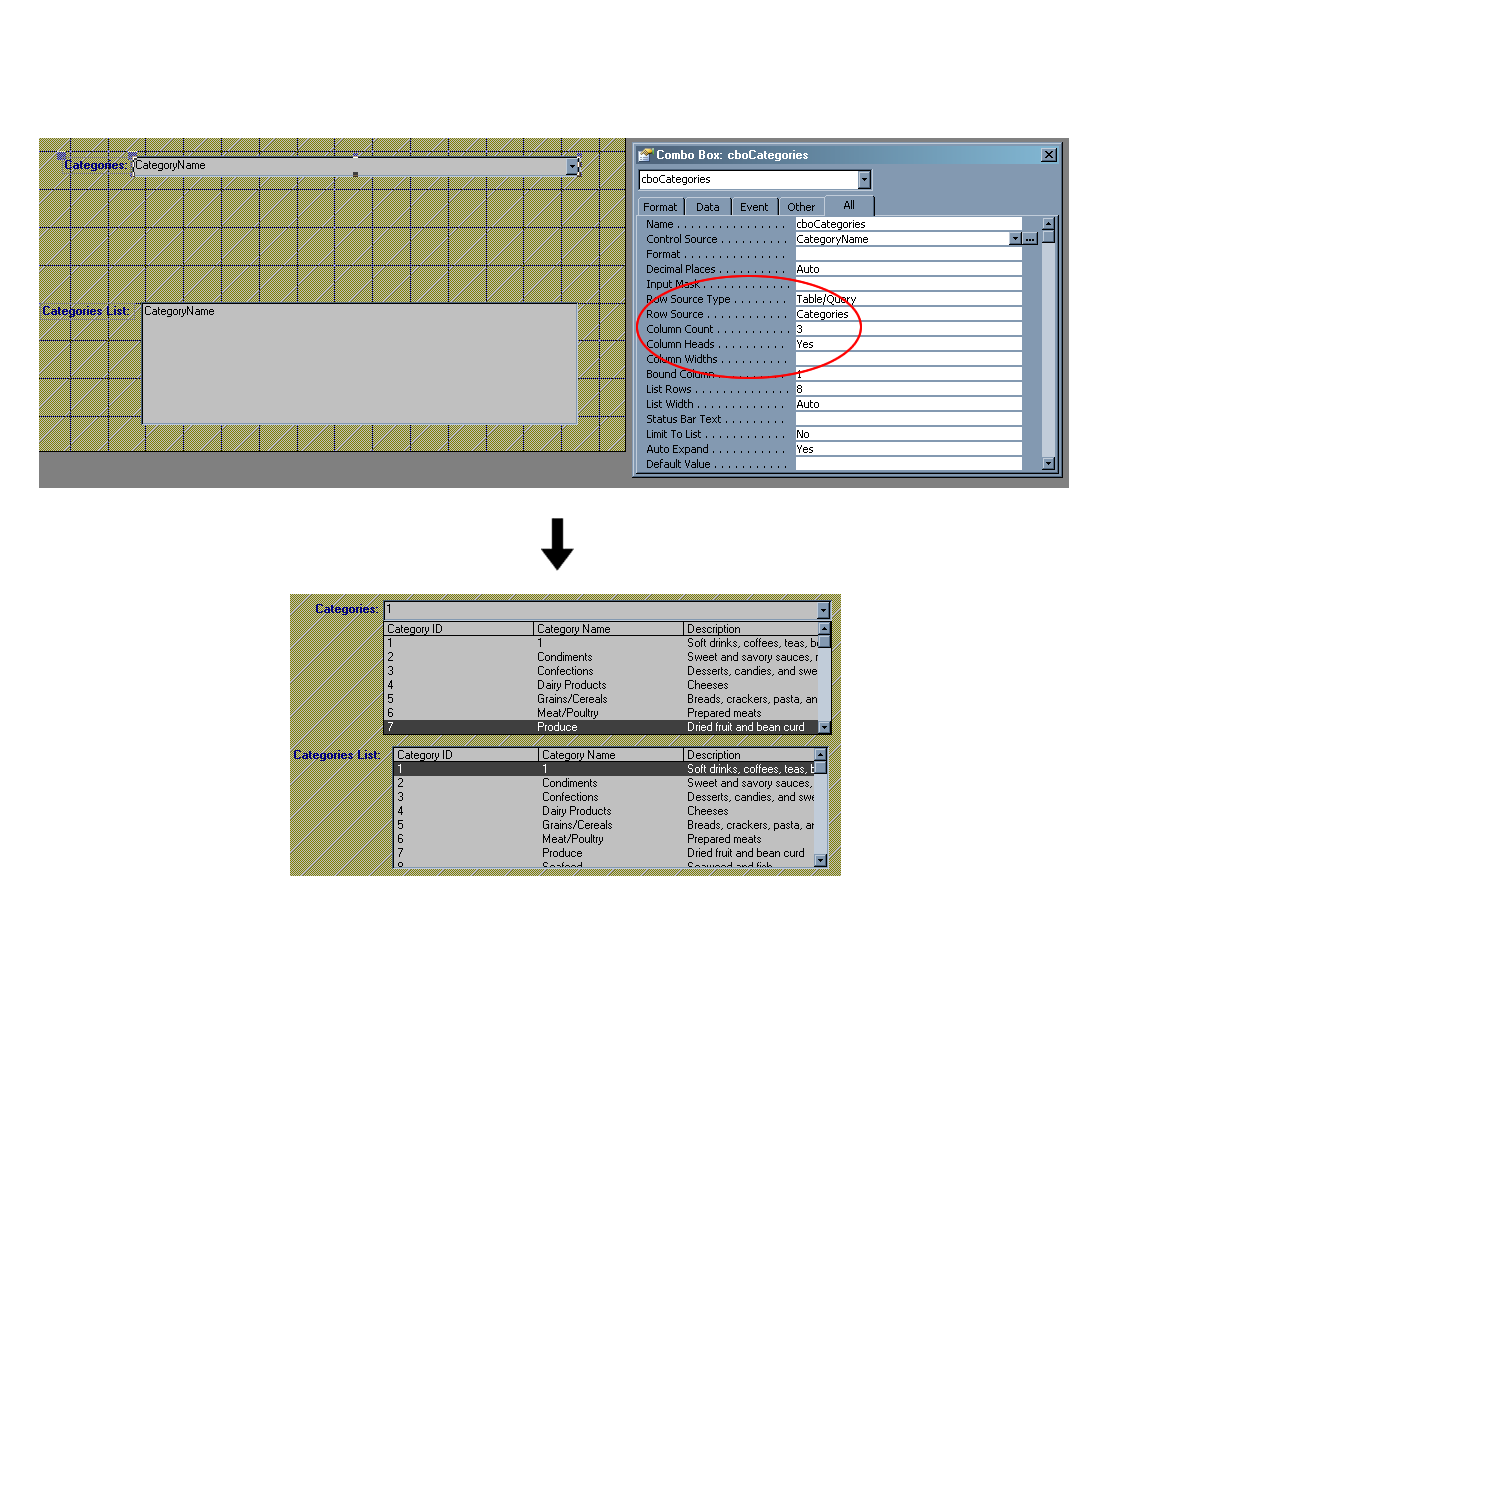 Categories: CategoryName
Categories List: CategoryName
Combo Box: cboCategories
cboCategories
Format Data Event Other All
Name . . . . . . . . . . . . . . . . cboCategories
Control Source . . . . . . . . . . CategoryName
Format . . . . . . . . . . . . . . .
Decimal Places . . . . . . . . . . Auto
Input Mask . . . . . . . . . . . . .
Row Source Type . . . . . . . . Table/Query
Row Source . . . . . . . . . . . . Categories
Column Count . . . . . . . . . . . 3
Column Heads . . . . . . . . . . Yes
Column Widths . . . . . . . . . .
Bound Column . . . . . . . . . . . 1
List Rows . . . . . . . . . . . . . . 8
List Width . . . . . . . . . . . . . Auto
Status Bar Text . . . . . . . . .
Limit To List . . . . . . . . . . . . No
Auto Expand . . . . . . . . . . . Yes
Default Value . . . . . . . . . . .
Categories: 1
Category ID Category Name Description
1 1 Soft drinks, coffees, teas,
2 Condiments Sweet and savory sauces,
3 Confections Desserts, candies, and
4 Dairy Products Cheeses
5 Grains/Cereals Breads, crackers, pasta,
6 Meat/Poultry Prepared meats
7 Produce Dried fruit and bean curd
Categories List:
Category ID Category Name Description
1 1 Soft drinks, coffees, teas,
2 Condiments Sweet and savory sauces,
3 Confections Desserts, candies, and
4 Dairy Products Cheeses
5 Grains/Cereals Breads, crackers, pasta,
6 Meat/Poultry Prepared meats
7 Produce Dried fruit and bean curd
8 Seafood Seaweed and fish